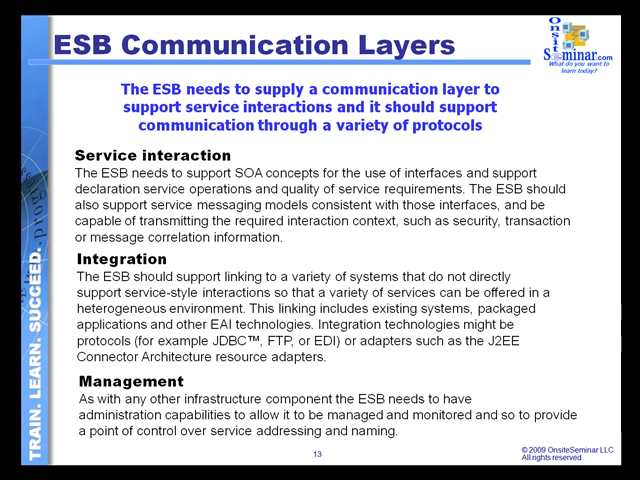 ESB Communication Layers
Onsite
Seminar.com
What do you want to
learn today?
The ESB needs to supply a communication layer to
support service interactions and it should support
communication through a variety of protocols
Service interaction
The ESB needs to support SOA concepts for the use of interfaces and support
declaration service operations and quality of service requirements. The ESB should
also support service messaging models consistent with those interfaces, and be
capable of transmitting the required interaction context, such as security, transaction
or message correlation information.
Integration
The ESB should support linking to a variety of systems that do not directly
support service-style interactions so that a variety of services can be offered in a
heterogeneous environment. This linking includes existing systems, packaged
applications and other EAI technologies. Integration technologies might be
protocols (for example JDBC™, FTP, or EDI) or adapters such as the J2EE
Connector Architecture resource adapters.
Management
As with any other infrastructure component the ESB needs to have
administration capabilities to allow it to be managed and monitored and so to provide
a point of control over service addressing and naming.
TRAIN. LEARN. SUCCEED.
13
© 2009 OnsiteSeminar LLC
All rights reserved